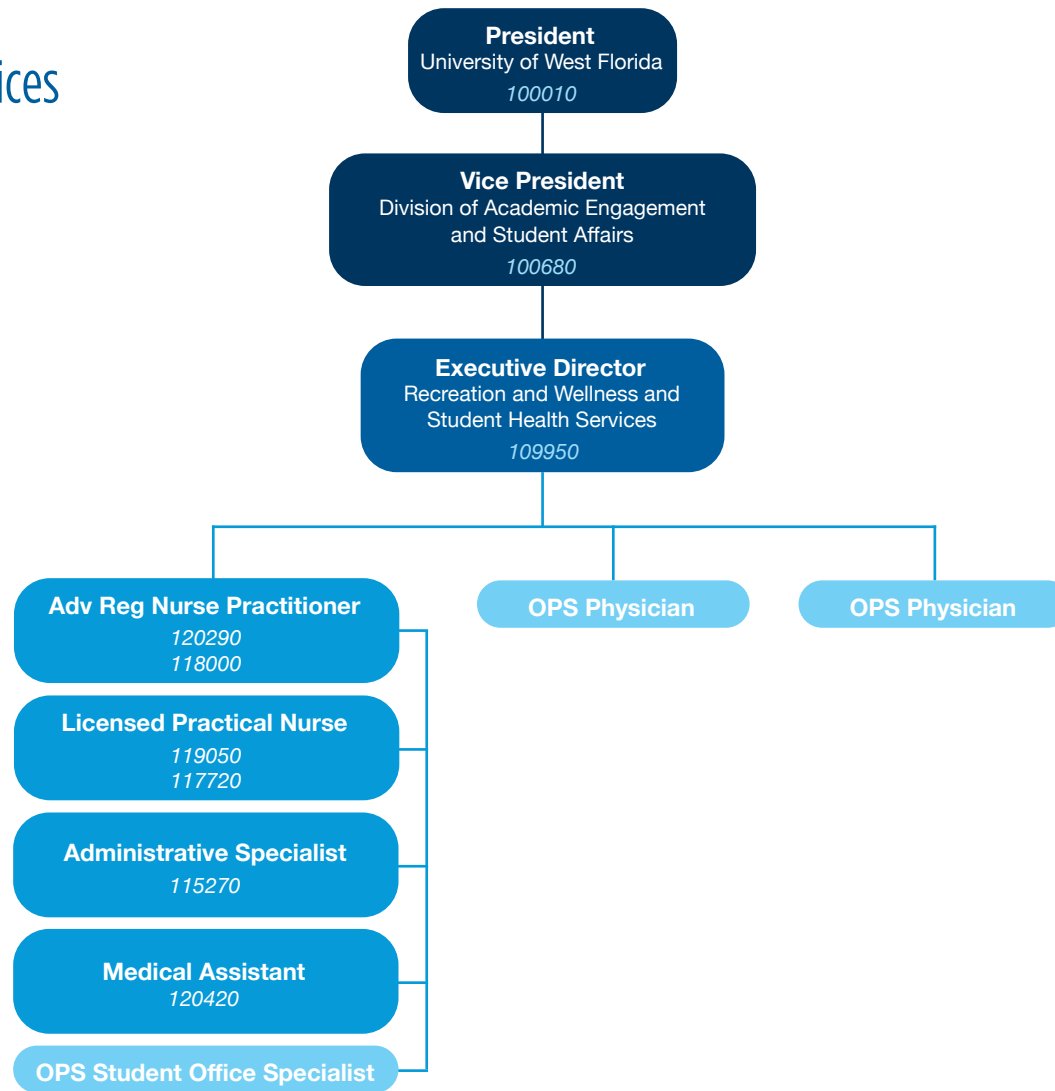 President
University of West Florida
100010
Vice President
Division of Academic Engagement
and Student Affairs
100680
Executive Director
Recreation and Wellness and
Student Health Services
109950
Adv Reg Nurse Practitioner
120290
118000
OPS Physician
OPS Physician
Licensed Practical Nurse
119050
117720
Administrative Specialist
115270
Medical Assistant
120420
OPS Student Office Specialist